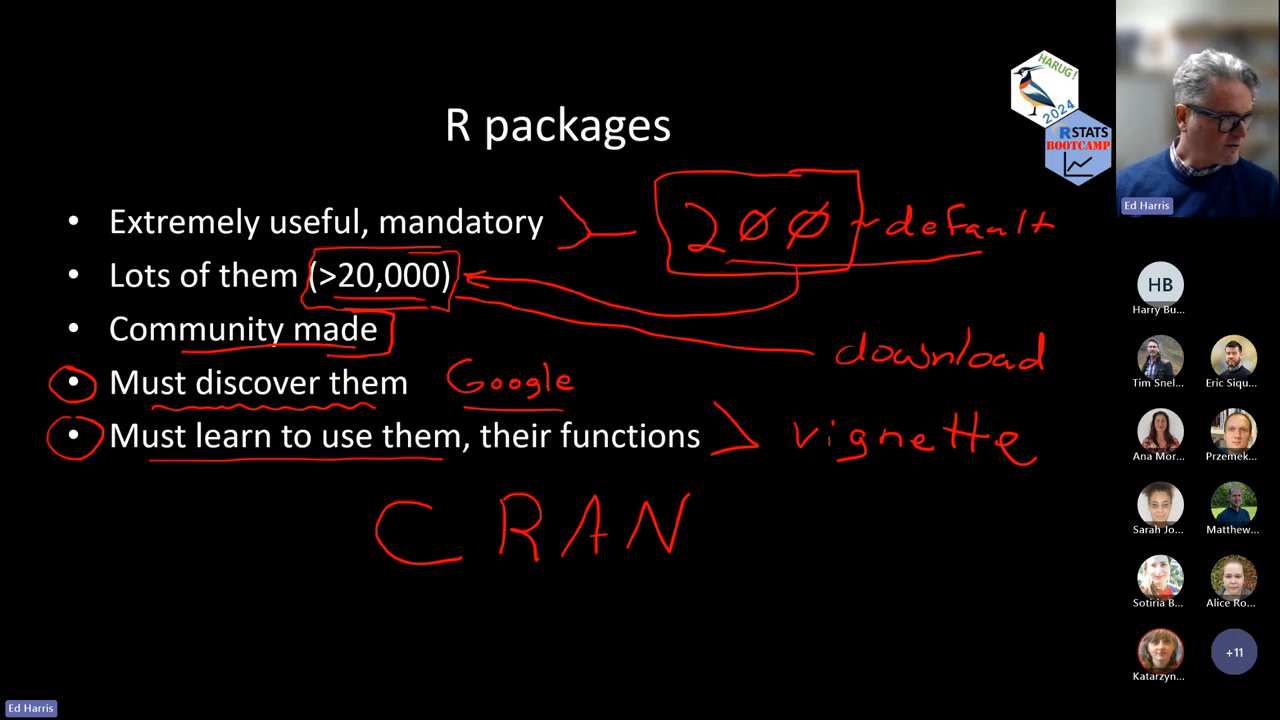 HARUG!
2024
RSTATS
BOOTCAMP
R packages
• Extremely useful, mandatory
200
default
• Lots of them (>20,000)
• Community made
download
• Must discover them
Google
• Must learn to use them, their functions
vignette
CRAN
Ed Harris
HB
Harry Bu...
Tim Snel...
Eric Siqu...
Ana Mor...
Przemek...
Sarah Jo...
Matthew...
Sotiria B...
Alice Ro...
Katarzyn...
+11
Ed Harris